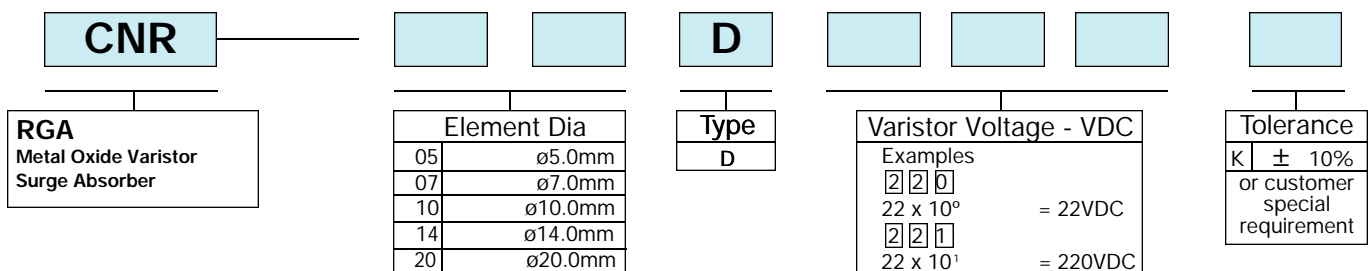 CNR D
RGA
Metal Oxide Varistor
Surge Absorber
Element Dia
05 ø5.0mm
07 ø7.0mm
10 ø10.0mm
14 ø14.0mm
20 ø20.0mm
Type
D
Varistor Voltage - VDC
Examples
2 2 0
22 x 10º = 22VDC
2 2 1
22 x 10¹ = 220VDC
Tolerance
K ± 10%
or customer
special
requirement